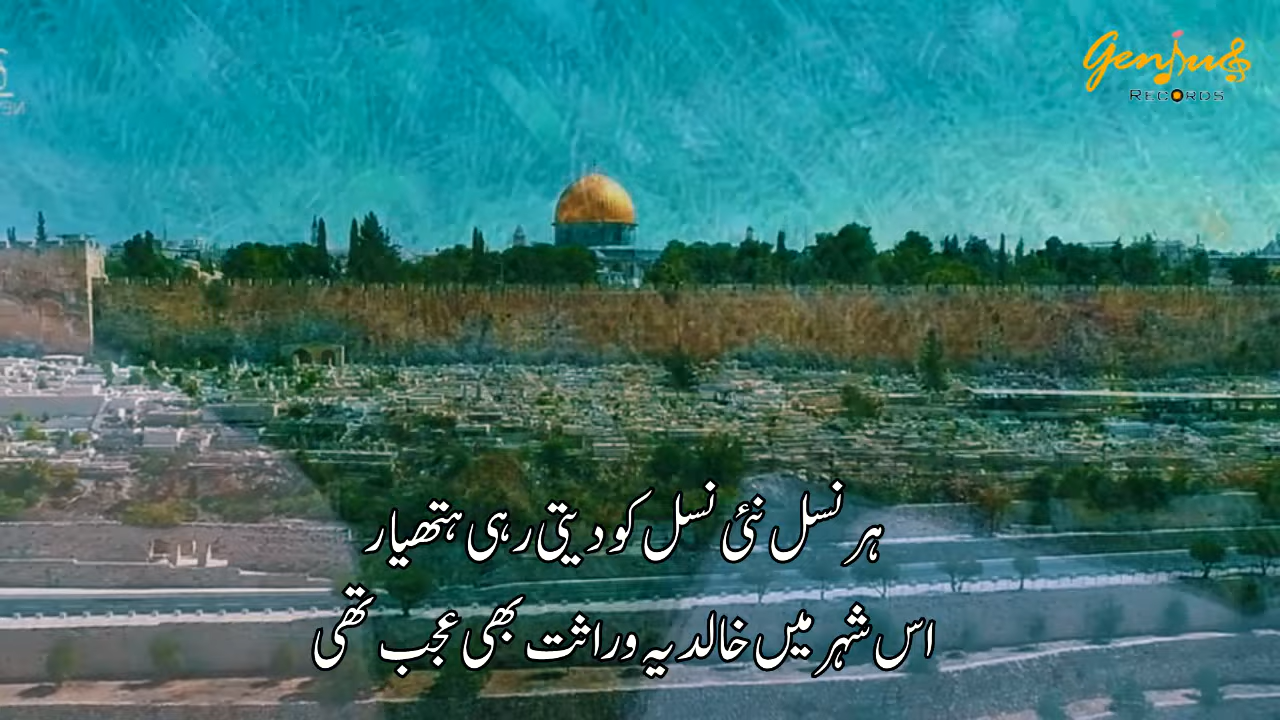 Genius
RECORDS
ہر نسل نئی نسل کو دیتی رہی ہتھیار
اس شہر میں خالد یہ وراثت بھی عجب تھی